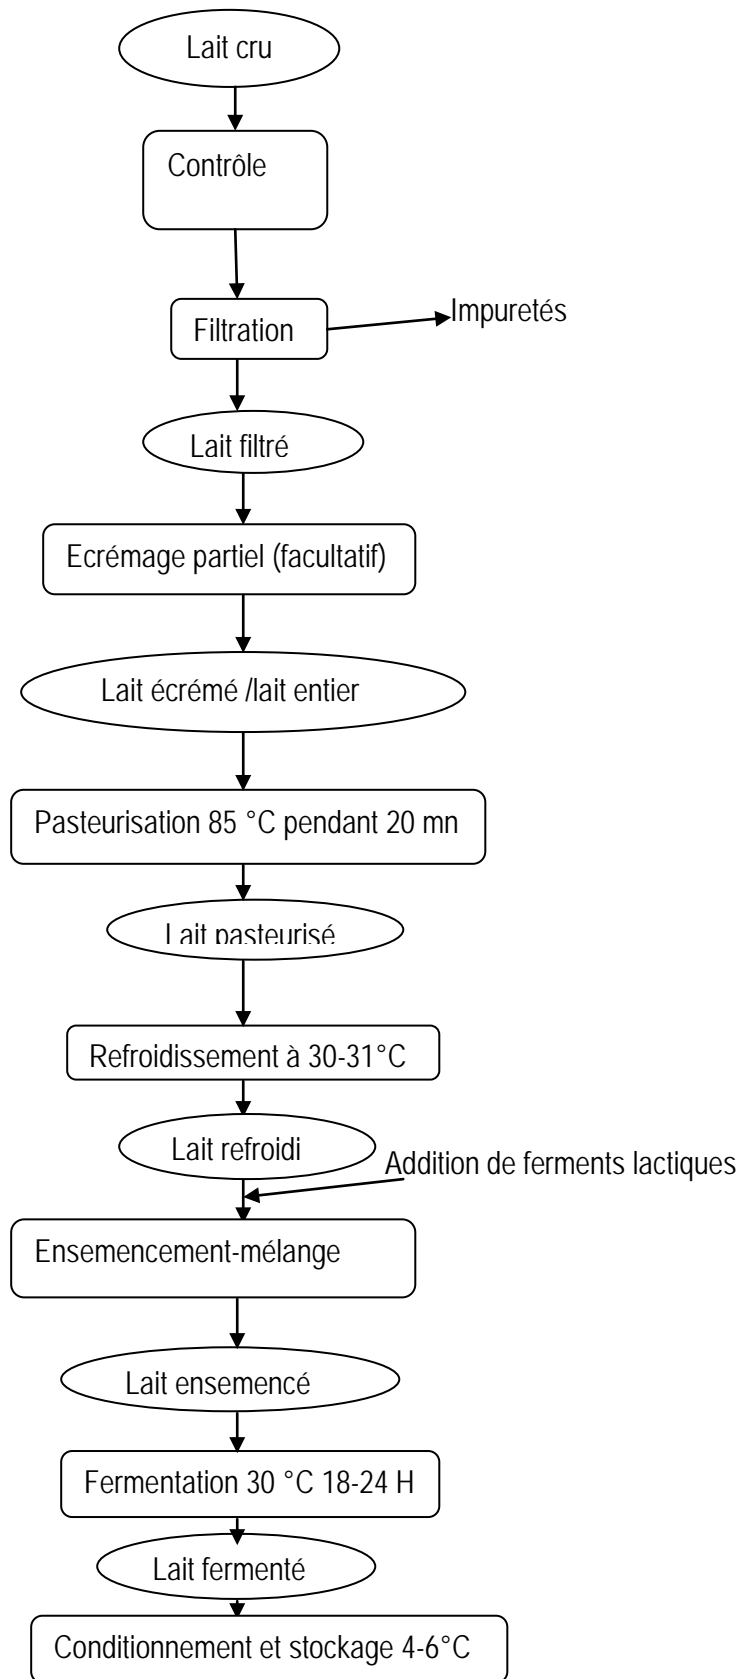 Lait cru
Contrôle
Filtration
Impuretés
Lait filtré
Ecrémage partiel (facultatif)
Lait écrémé /lait entier
Pasteurisation 85 °C pendant 20 mn
Lait pasteurisé
Refroidissement à 30-31°C
Lait refroidi
Addition de ferments lactiques
Ensemencement-mélange
Lait ensemencé
Fermentation 30 °C 18-24 H
Lait fermenté
Conditionnement et stockage 4-6°C